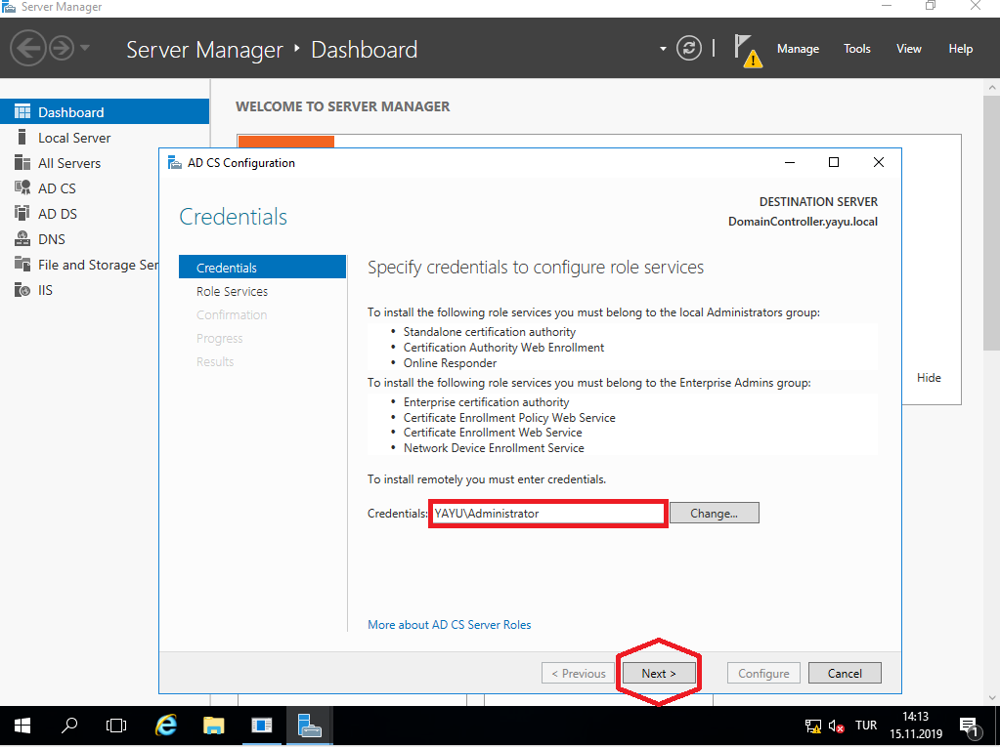 Server Manager
Server Manager ‣ Dashboard
Manage Tools View Help
Dashboard
Local Server
All Servers
AD CS
AD DS
DNS
File and Storage Ser
IIS
WELCOME TO SERVER MANAGER
Hide
AD CS Configuration
Credentials
DESTINATION SERVER
DomainController.yayu.local
Credentials
Role Services
Confirmation
Progress
Results
Specify credentials to configure role services
To install the following role services you must belong to the local Administrators group:
• Standalone certification authority
• Certification Authority Web Enrollment
• Online Responder
To install the following role services you must belong to the Enterprise Admins group:
• Enterprise certification authority
• Certificate Enrollment Policy Web Service
• Certificate Enrollment Web Service
• Network Device Enrollment Service
To install remotely you must enter credentials.
Credentials: YAYU\Administrator Change...
More about AD CS Server Roles
< Previous Next > Configure Cancel
TUR
14:13
15.11.2019
1